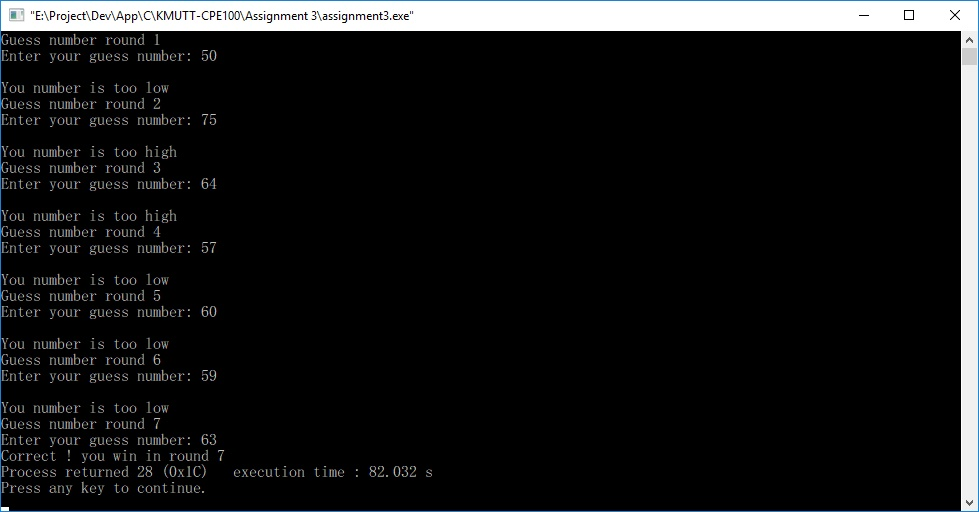 "E:\Project\Dev\App\C\KMUTT-CPE100\Assignment 3\assignment3.exe"
Guess number round 1
Enter your guess number: 50
You number is too low
Guess number round 2
Enter your guess number: 75
You number is too high
Guess number round 3
Enter your guess number: 64
You number is too high
Guess number round 4
Enter your guess number: 57
You number is too low
Guess number round 5
Enter your guess number: 60
You number is too low
Guess number round 6
Enter your guess number: 59
You number is too low
Guess number round 7
Enter your guess number: 63
Correct ! you win in round 7
Process returned 28 (0x1C)   execution time : 82.032 s
Press any key to continue.